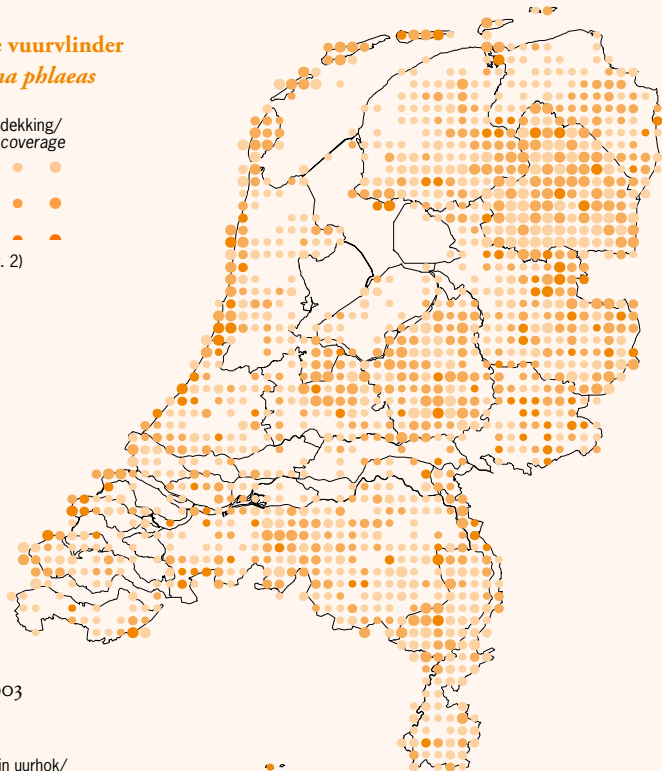 e vuurvlinder
na phlaeas
dekking/
coverage
. 2)
03
in uurhok/